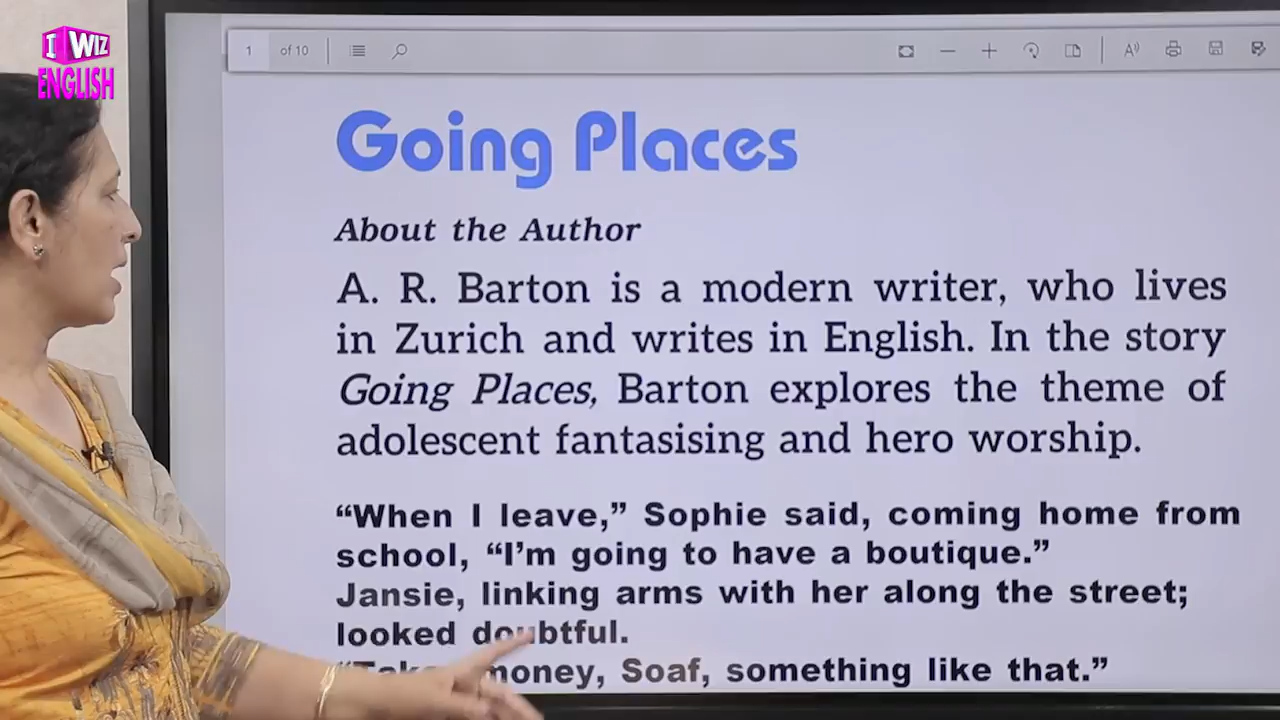 I WIZ
ENGLISH
1 of 10
Going Places
About the Author
A. R. Barton is a modern writer, who lives
in Zurich and writes in English. In the story
Going Places, Barton explores the theme of
adolescent fantasising and hero worship.
“When I leave,” Sophie said, coming home from
school, “I’m going to have a boutique.”
Jansie, linking arms with her along the street;
looked doubtful.
money, Soaf, something like that.”